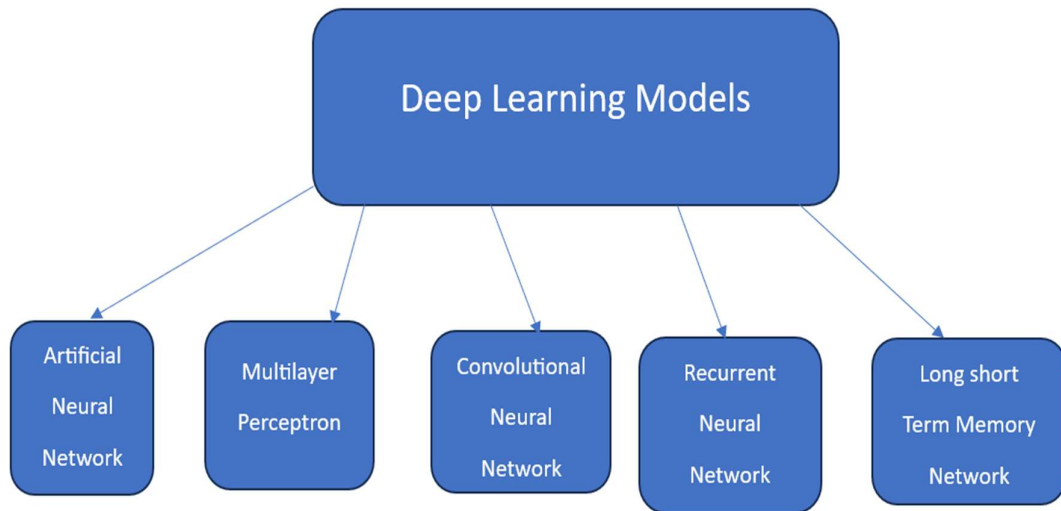 Deep Learning Models
Artificial
Neural
Network
Multilayer
Perceptron
Convolutional
Neural
Network
Recurrent
Neural
Network
Long short
Term Memory
Network